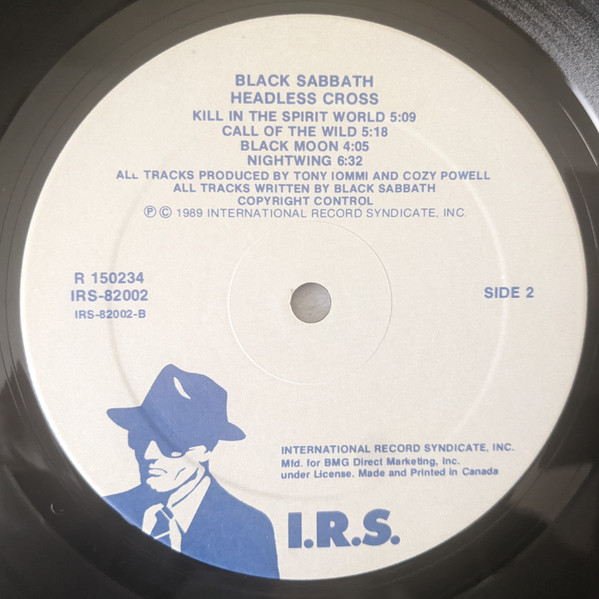 BLACK SABBATH
HEADLESS CROSS
KILL IN THE SPIRIT WORLD 5:09
CALL OF THE WILD 5:18
BLACK MOON 4:05
NIGHTWING 6:32
ALL TRACKS PRODUCED BY TONY IOMMI AND COZY POWELL
ALL TRACKS WRITTEN BY BLACK SABBATH
COPYRIGHT CONTROL
Ⓟ © 1989 INTERNATIONAL RECORD SYNDICATE, INC.
R 150234
IRS-82002
IRS-82002-B
SIDE 2
INTERNATIONAL RECORD SYNDICATE, INC.
Mfd. for BMG Direct Marketing, Inc.
under License. Made and Printed in Canada
I.R.S.